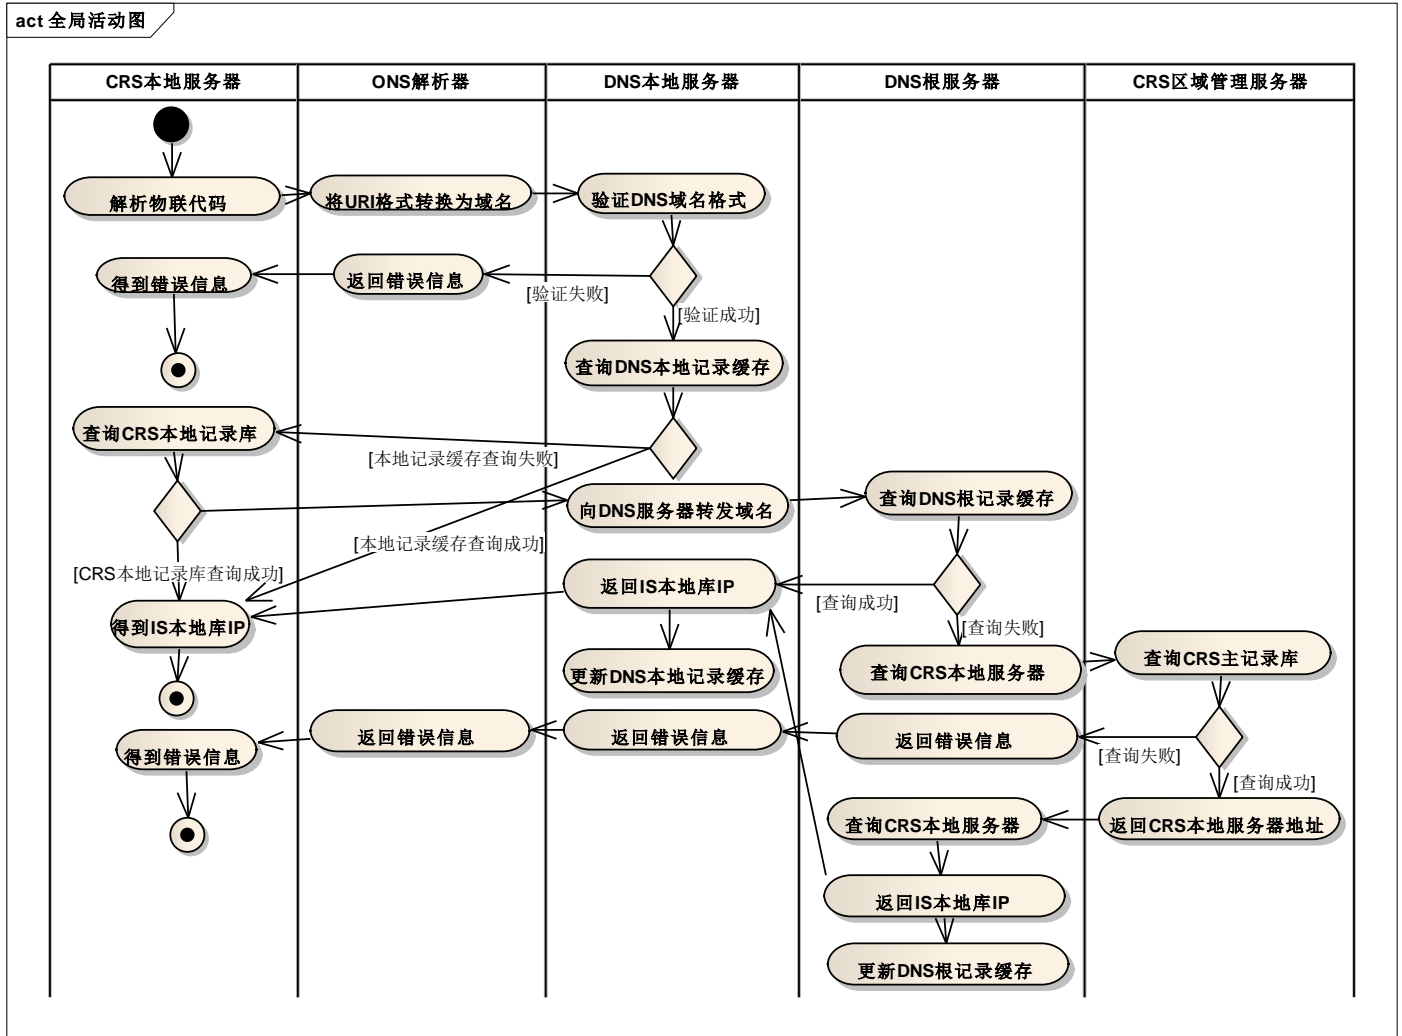 act 全局活动图
CRS本地服务器
ONS解析器
DNS本地服务器
DNS根服务器
CRS区域管理服务器
解析物联代码
将URI格式转换为域名
验证DNS域名格式
得到错误信息
返回错误信息
[验证失败]
[验证成功]
查询DNS本地记录缓存
查询CRS本地记录库
[本地记录缓存查询失败]
向DNS服务器转发域名
查询DNS根记录缓存
[本地记录缓存查询成功]
[CRS本地记录库查询成功]
返回IS本地库IP
[查询成功]
得到IS本地库IP
[查询失败]
查询CRS本地服务器
查询CRS主记录库
更新DNS本地记录缓存
得到错误信息
返回错误信息
返回错误信息
返回错误信息
[查询失败]
[查询成功]
查询CRS本地服务器
返回CRS本地服务器地址
返回IS本地库IP
更新DNS根记录缓存